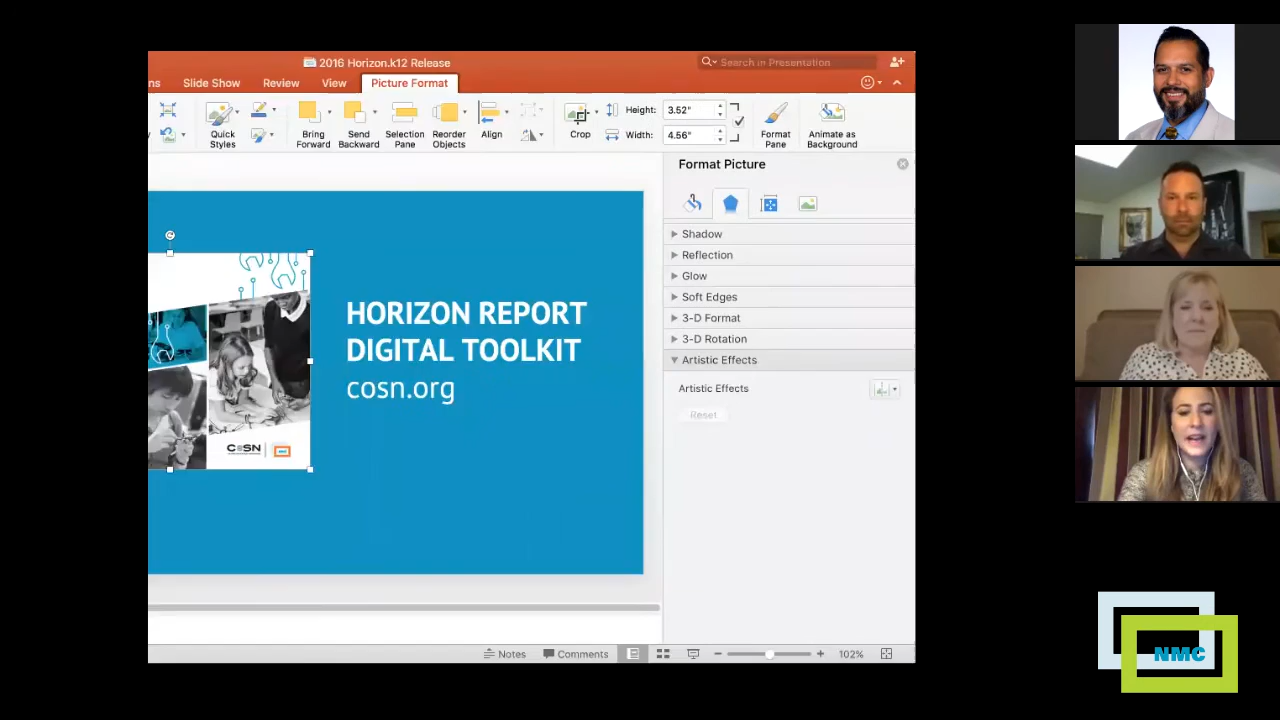 2016 Horizon.k12 Release
Search in Presentation
ns
Slide Show
Review
View
Picture Format
Quick Styles
Bring Forward
Send Backward
Selection Pane
Reorder Objects
Align
Crop
Height: 3.52"
Width: 4.56"
Format Pane
Animate as Background
Format Picture
Shadow
Reflection
Glow
Soft Edges
3-D Format
3-D Rotation
Artistic Effects
Artistic Effects
Reset
HORIZON REPORT
DIGITAL TOOLKIT
cosn.org
CoSN
Notes
Comments
102%
NMC